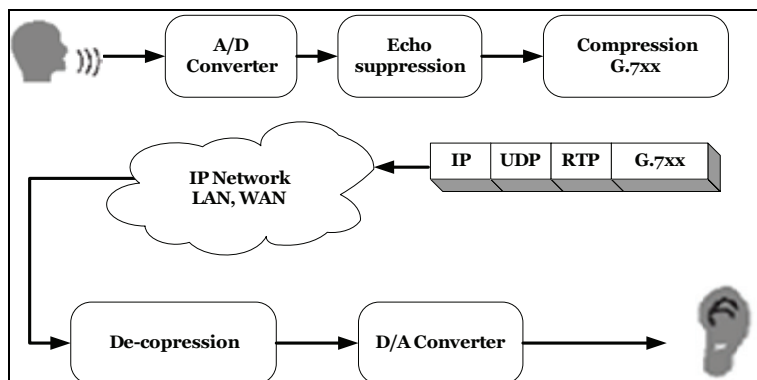 A/D
Converter
Echo
suppression
Compression
G.7xx
IP UDP RTP G.7xx
IP Network
LAN, WAN
De-copression
D/A Converter